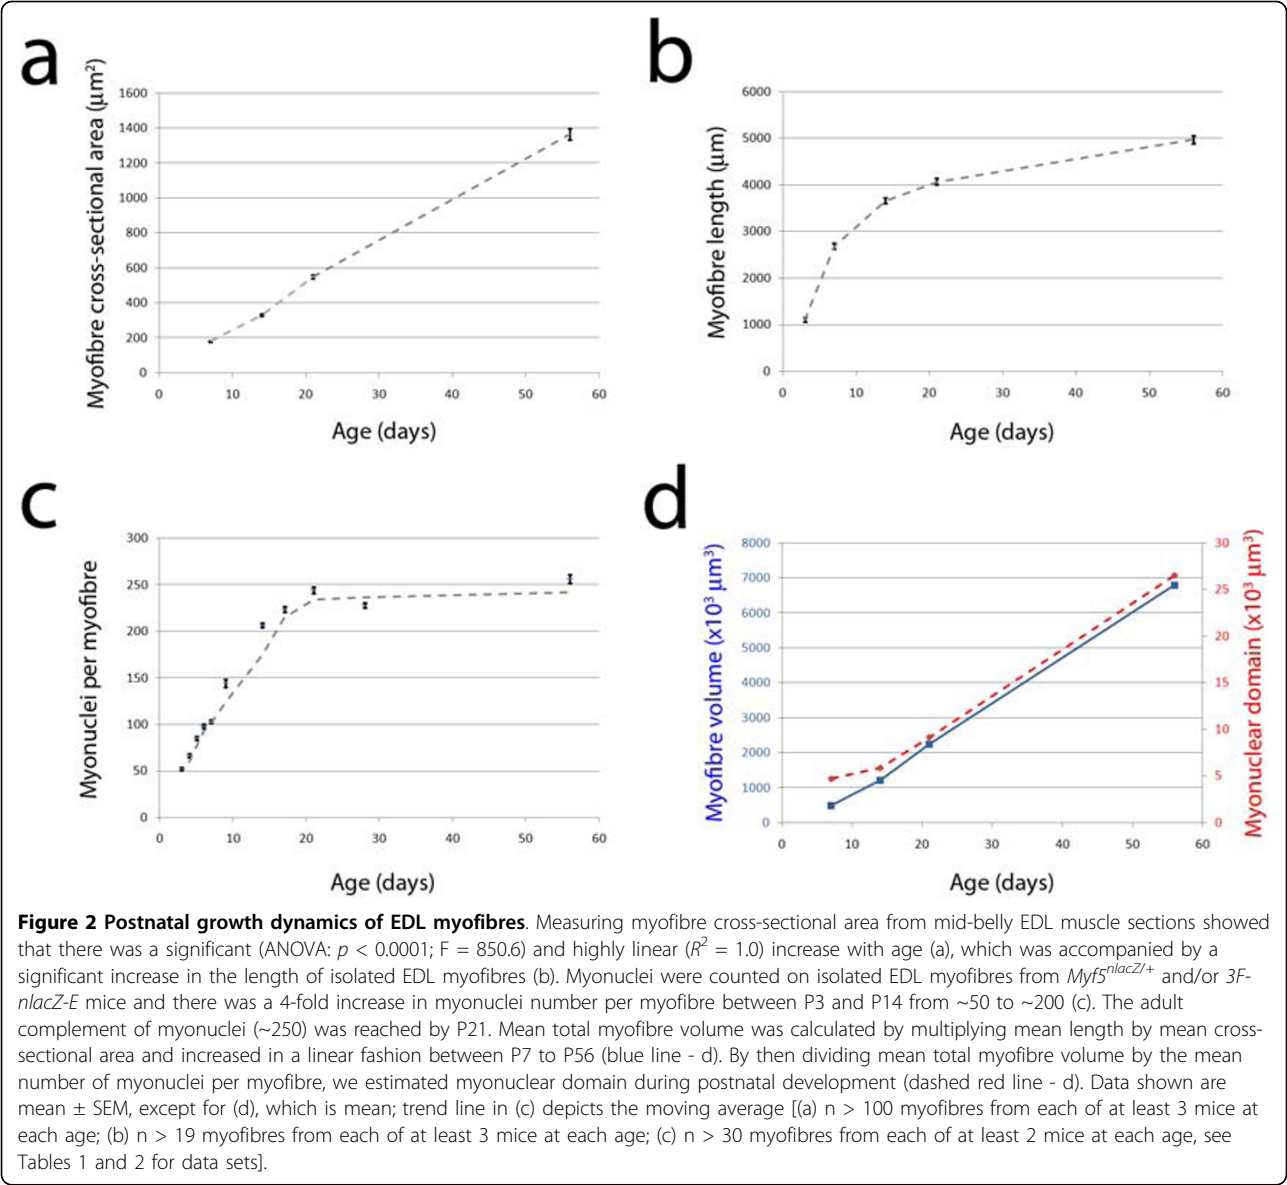 a
Myofibre cross-sectional area (μm²)
1600
1400
1200
1000
800
600
400
200
0
0 10 20 30 40 50 60
Age (days)
b
Myofibre length (μm)
6000
5000
4000
3000
2000
1000
0
0 10 20 30 40 50 60
Age (days)
c
Myonuclei per myofibre
300
250
200
150
100
50
0
0 10 20 30 40 50 60
Age (days)
d
Myofibre volume (x10³ μm³)
8000
7000
6000
5000
4000
3000
2000
1000
0
0 10 20 30 40 50 60
Age (days)
30
25
20
15
10
5
0
Myonuclear domain (x10³ μm³)
Figure 2 Postnatal growth dynamics of EDL myofibres. Measuring myofibre cross-sectional area from mid-belly EDL muscle sections showed
that there was a significant (ANOVA: p < 0.0001; F = 850.6) and highly linear (R² = 1.0) increase with age (a), which was accompanied by a
significant increase in the length of isolated EDL myofibres (b). Myonuclei were counted on isolated EDL myofibres from Myf5nlacZ/+ and/or 3F-
nlacZ-E mice and there was a 4-fold increase in myonuclei number per myofibre between P3 and P14 from ~50 to ~200 (c). The adult
complement of myonuclei (~250) was reached by P21. Mean total myofibre volume was calculated by multiplying mean length by mean cross-
sectional area and increased in a linear fashion between P7 to P56 (blue line - d). By then dividing mean total myofibre volume by the mean
number of myonuclei per myofibre, we estimated myonuclear domain during postnatal development (dashed red line - d). Data shown are
mean ± SEM, except for (d), which is mean; trend line in (c) depicts the moving average [(a) n > 100 myofibres from each of at least 3 mice at
each age; (b) n > 19 myofibres from each of at least 3 mice at each age; (c) n > 30 myofibres from each of at least 2 mice at each age, see
Tables 1 and 2 for data sets].